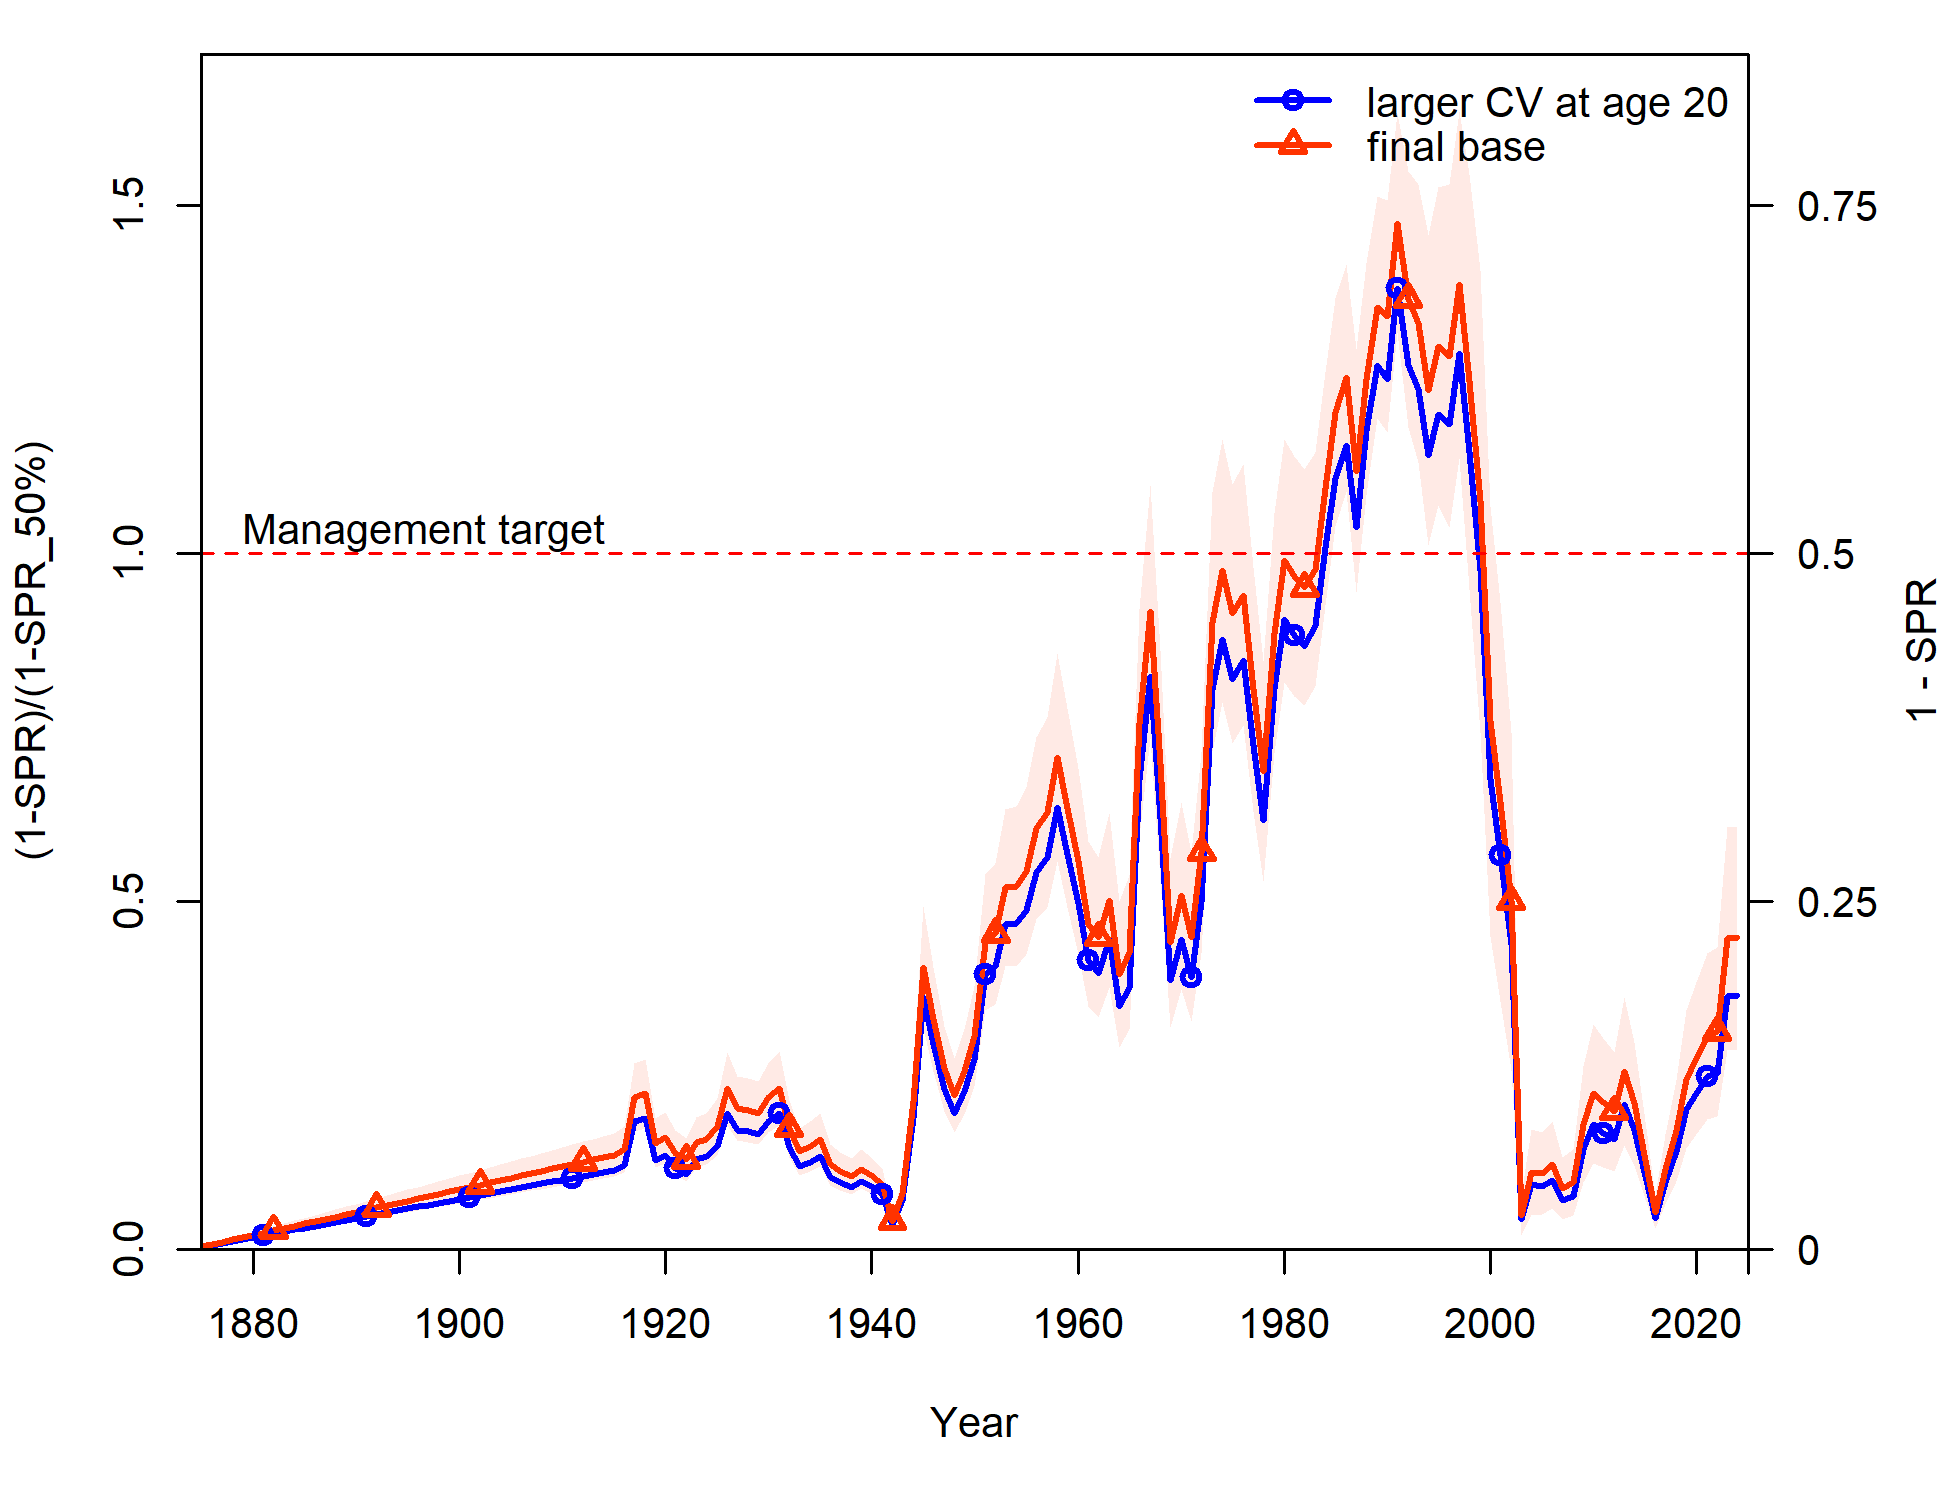 larger CV at age 20
final base
Management target
(1-SPR)/(1-SPR_50%)
0.0
0.5
1.0
1.5
1 - SPR
0
0.25
0.5
0.75
1880
1900
1920
1940
1960
1980
2000
2020
Year